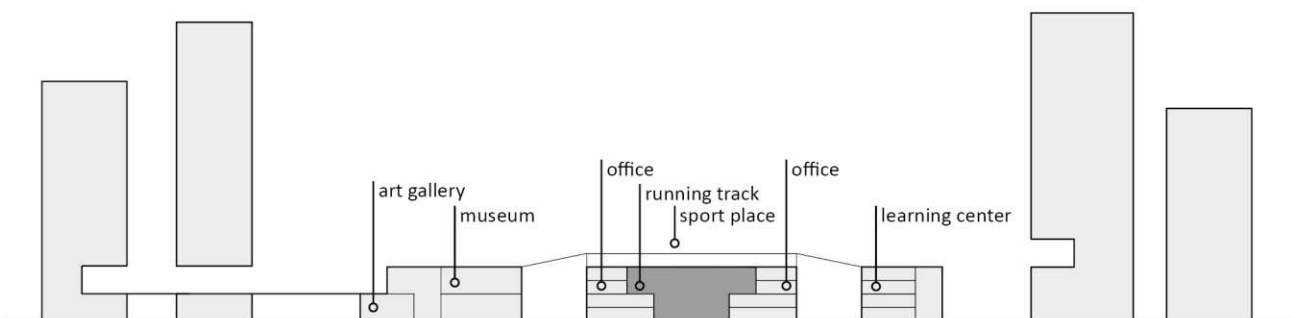 art gallery
museum
office
running track
sport place
office
learning center